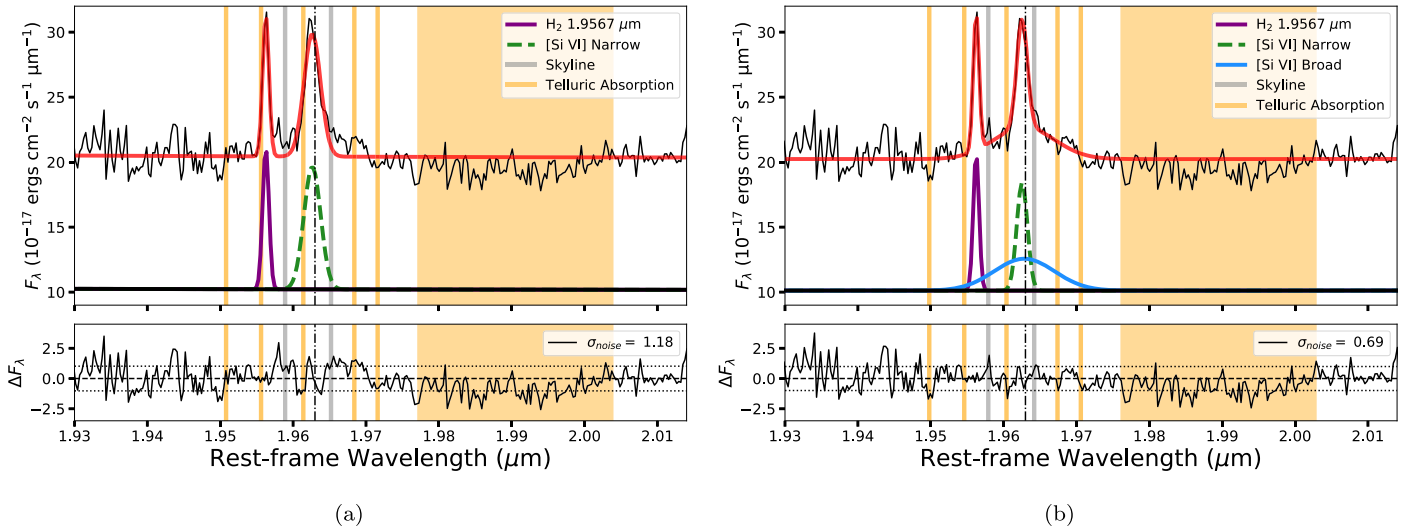 H₂ 1.9567 μm
[Si VI] Narrow
Skyline
Telluric Absorption
30
25
20
15
10
Fλ (10⁻¹⁷ ergs cm⁻² s⁻¹ μm⁻¹)
σnoise = 1.18
2.5
0.0
−2.5
ΔFλ
1.93 1.94 1.95 1.96 1.97 1.98 1.99 2.00 2.01
Rest-frame Wavelength (μm)
(a)
H₂ 1.9567 μm
[Si VI] Narrow
[Si VI] Broad
Skyline
Telluric Absorption
30
25
20
15
10
Fλ (10⁻¹⁷ ergs cm⁻² s⁻¹ μm⁻¹)
σnoise = 0.69
2.5
0.0
−2.5
ΔFλ
1.93 1.94 1.95 1.96 1.97 1.98 1.99 2.00 2.01
Rest-frame Wavelength (μm)
(b)